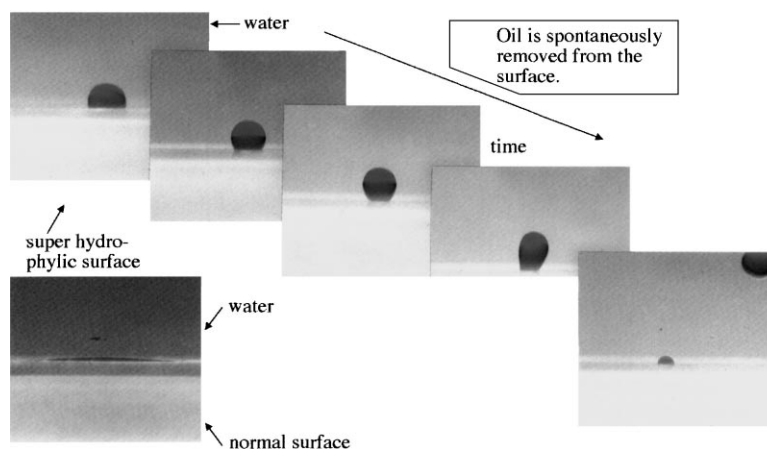 water
Oil is spontaneously
removed from the
surface.
time
super hydro-
phylic surface
water
normal surface